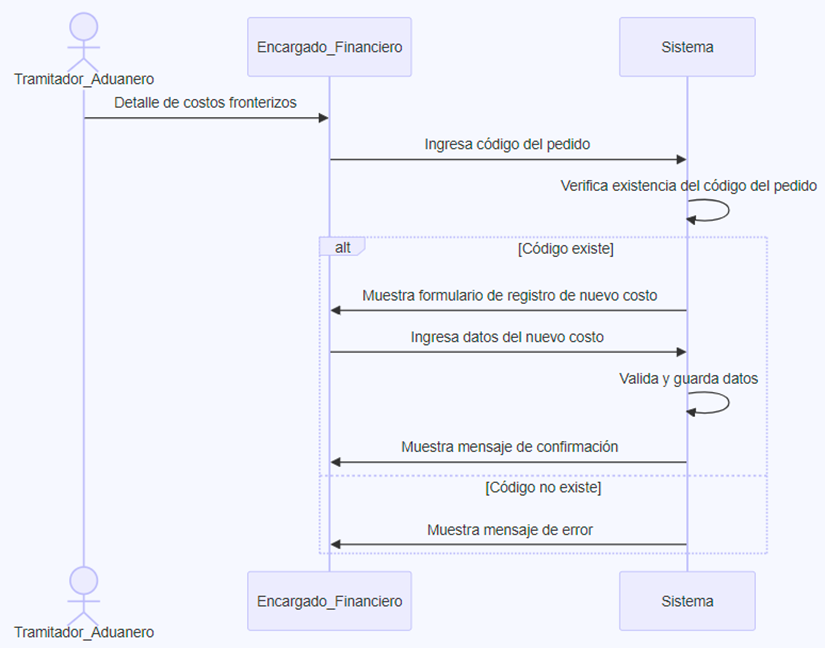 Encargado_Financiero
Sistema
Tramitador_Aduanero
Detalle de costos fronterizos
Ingresa código del pedido
Verifica existencia del código del pedido
alt
[Código existe]
Muestra formulario de registro de nuevo costo
Ingresa datos del nuevo costo
Valida y guarda datos
Muestra mensaje de confirmación
[Código no existe]
Muestra mensaje de error
Encargado_Financiero
Sistema
Tramitador_Aduanero